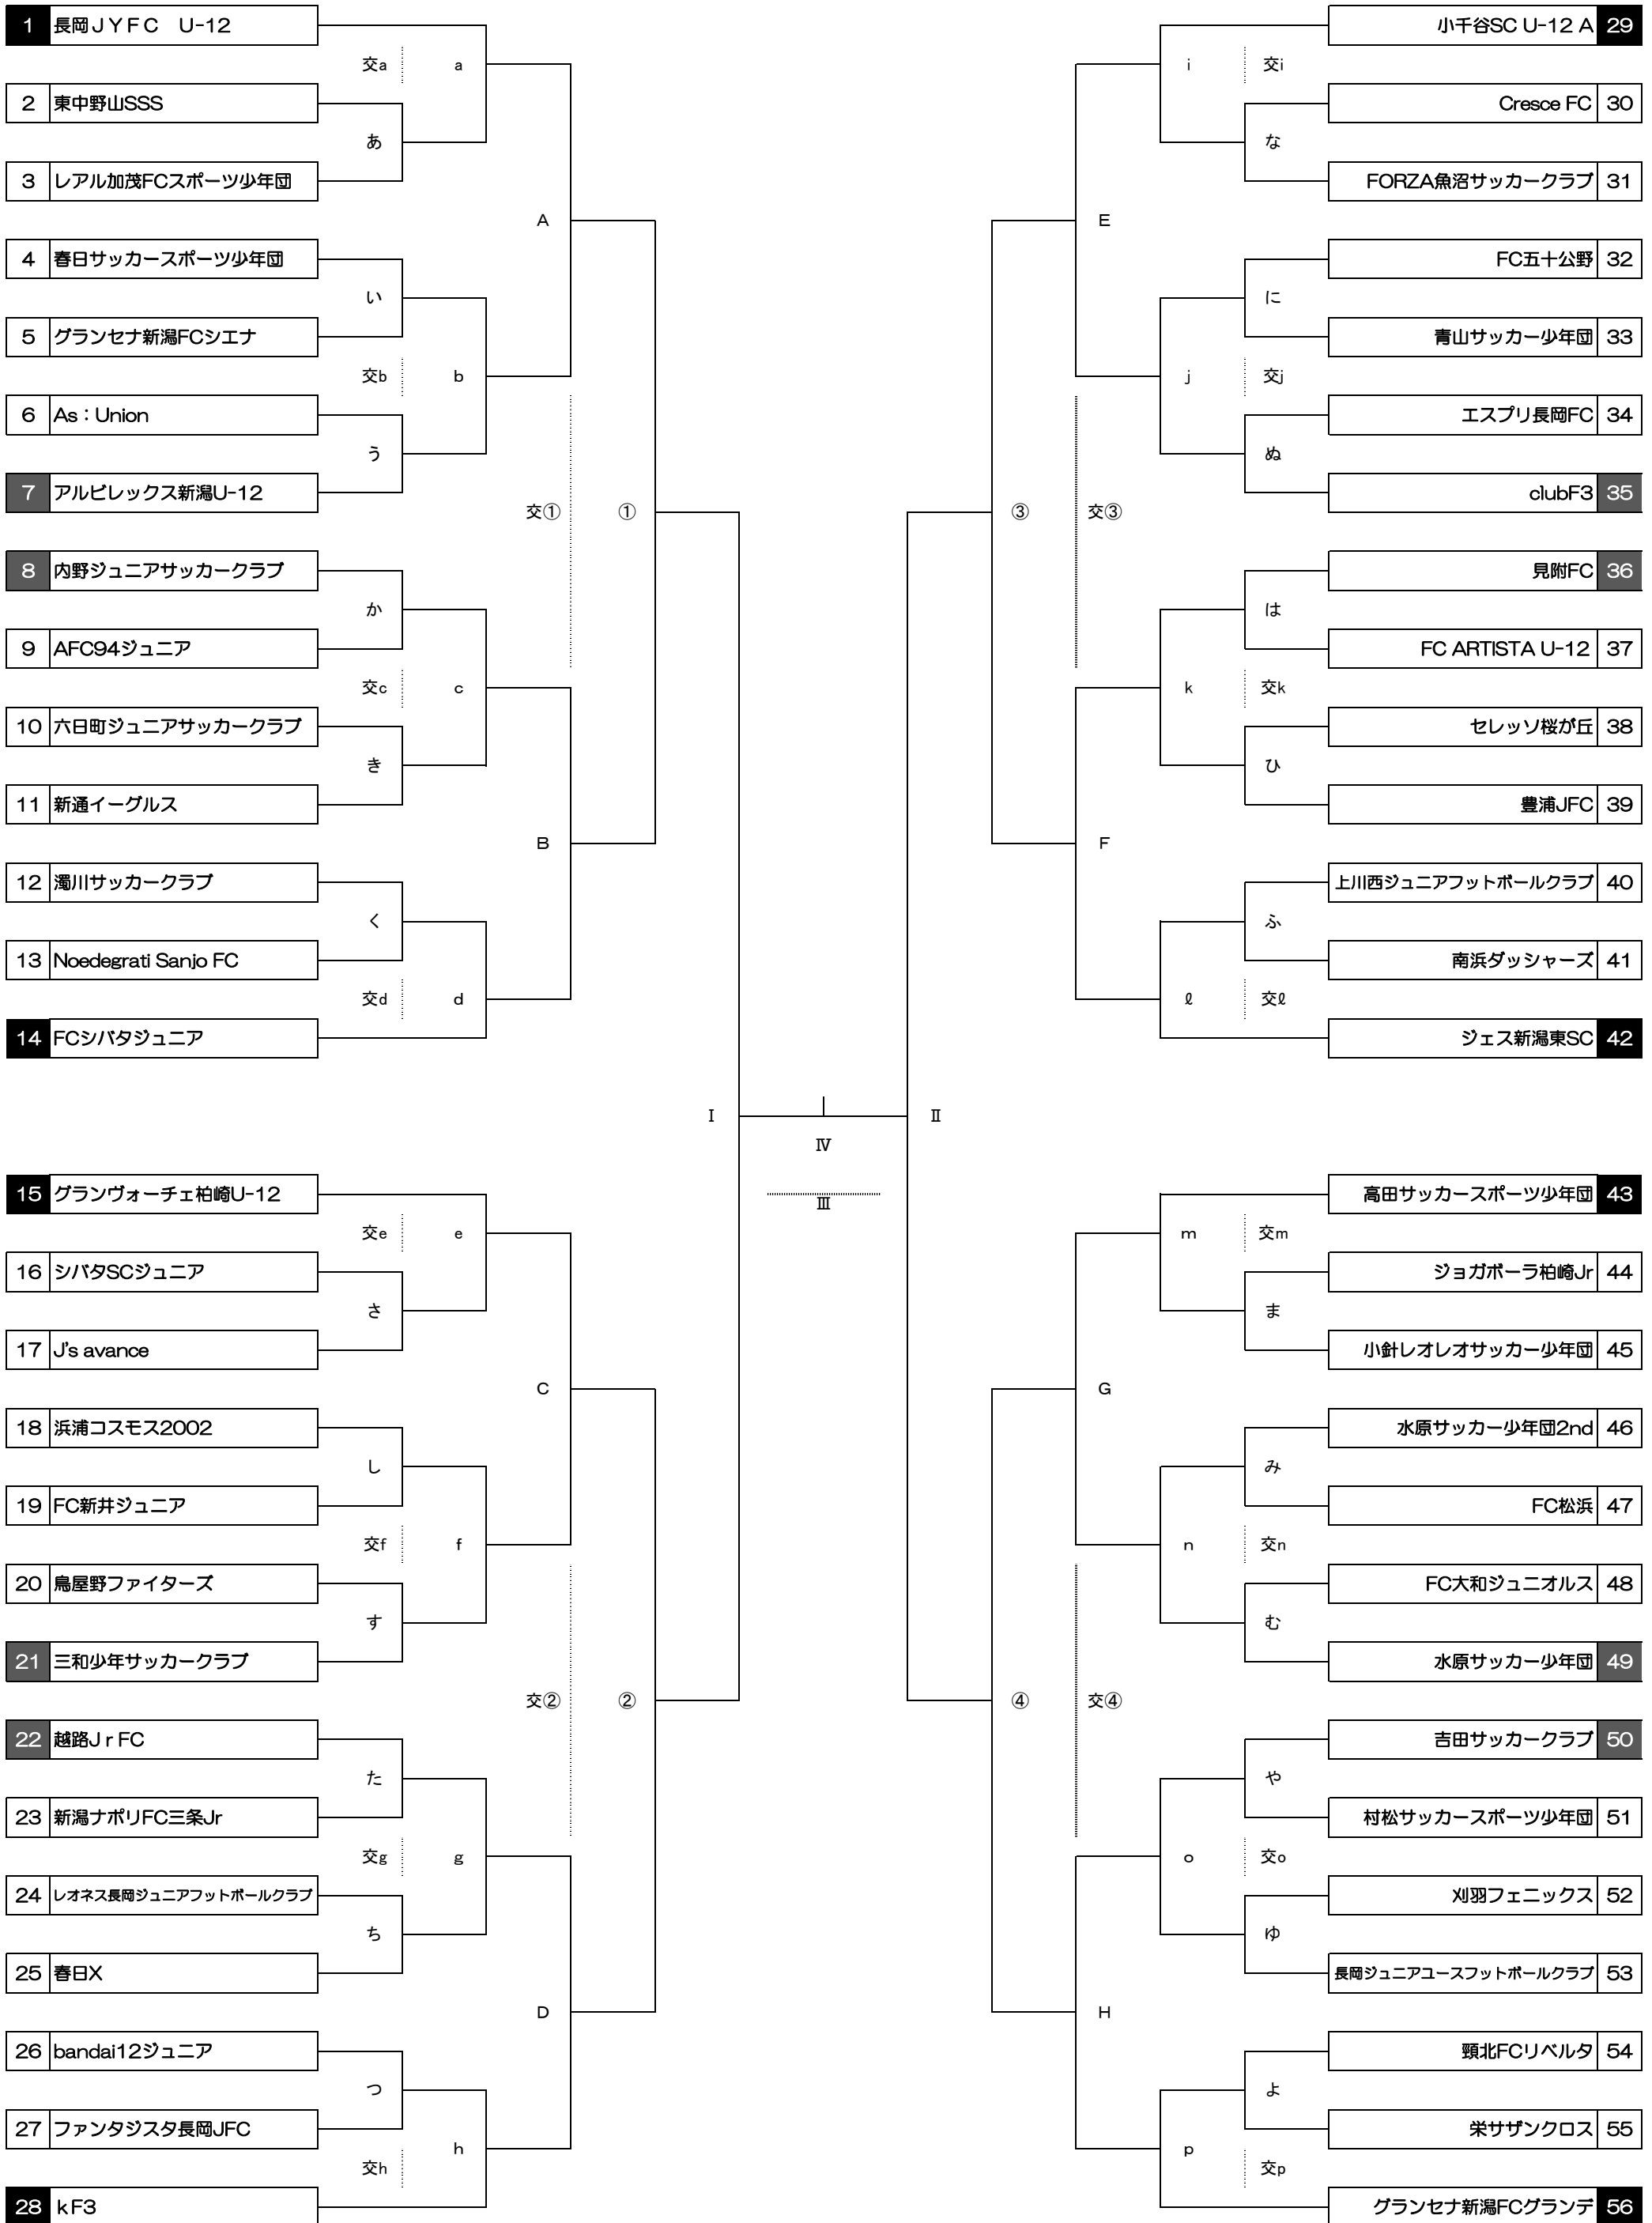 1 長岡ＪＹＦＣ　U-12
交a a
2 東中野山SSS
あ
3 レアル加茂FCスポーツ少年団
A
4 春日サッカースポーツ少年団
い
5 グランセナ新潟FCシエナ
交b b
6 As：Union
う
7 アルビレックス新潟U-12
交① ①
8 内野ジュニアサッカークラブ
か
9 AFC94ジュニア
交c c
10 六日町ジュニアサッカークラブ
き
11 新通イーグルス
B
12 濁川サッカークラブ
く
13 Noedegrati Sanjo FC
交d d
14 FCシバタジュニア
Ⅰ
15 グランヴォーチェ柏崎U-12
交e e
16 シバタSCジュニア
さ
17 J's avance
C
18 浜浦コスモス2002
し
19 FC新井ジュニア
交f f
20 鳥屋野ファイターズ
す
21 三和少年サッカークラブ
交② ②
22 越路JｒFC
た
23 新潟ナポリFC三条Jr
交g g
24 レオネス長岡ジュニアフットボールクラブ
ち
25 春日X
D
26 bandai12ジュニア
つ
27 ファンタジスタ長岡JFC
h
交h
28 ｋF3
Ⅳ
Ⅲ
小千谷SC U-12 A 29
i 交i
Cresce FC 30
な
FORZA魚沼サッカークラブ 31
E
FC五十公野 32
に
青山サッカー少年団 33
j 交j
エスプリ長岡FC 34
ぬ
clubF3 35
③ 交③
見附FC 36
は
FC ARTISTA U-12 37
k 交k
セレッソ桜が丘 38
ひ
豊浦JFC 39
F
上川西ジュニアフットボールクラブ 40
ふ
南浜ダッシャーズ 41
ℓ 交ℓ
ジェス新潟東SC 42
Ⅱ
高田サッカースポーツ少年団 43
m 交m
ジョガボーラ柏崎Jr 44
ま
小針レオレオサッカー少年団 45
G
水原サッカー少年団2nd 46
み
FC松浜 47
n 交n
FC大和ジュニオルス 48
む
水原サッカー少年団 49
④ 交④
吉田サッカークラブ 50
や
村松サッカースポーツ少年団 51
o 交o
刈羽フェニックス 52
ゆ
長岡ジュニアユースフットボールクラブ 53
H
頸北FCリベルタ 54
よ
栄サザンクロス 55
p
交p
グランセナ新潟FCグランデ 56